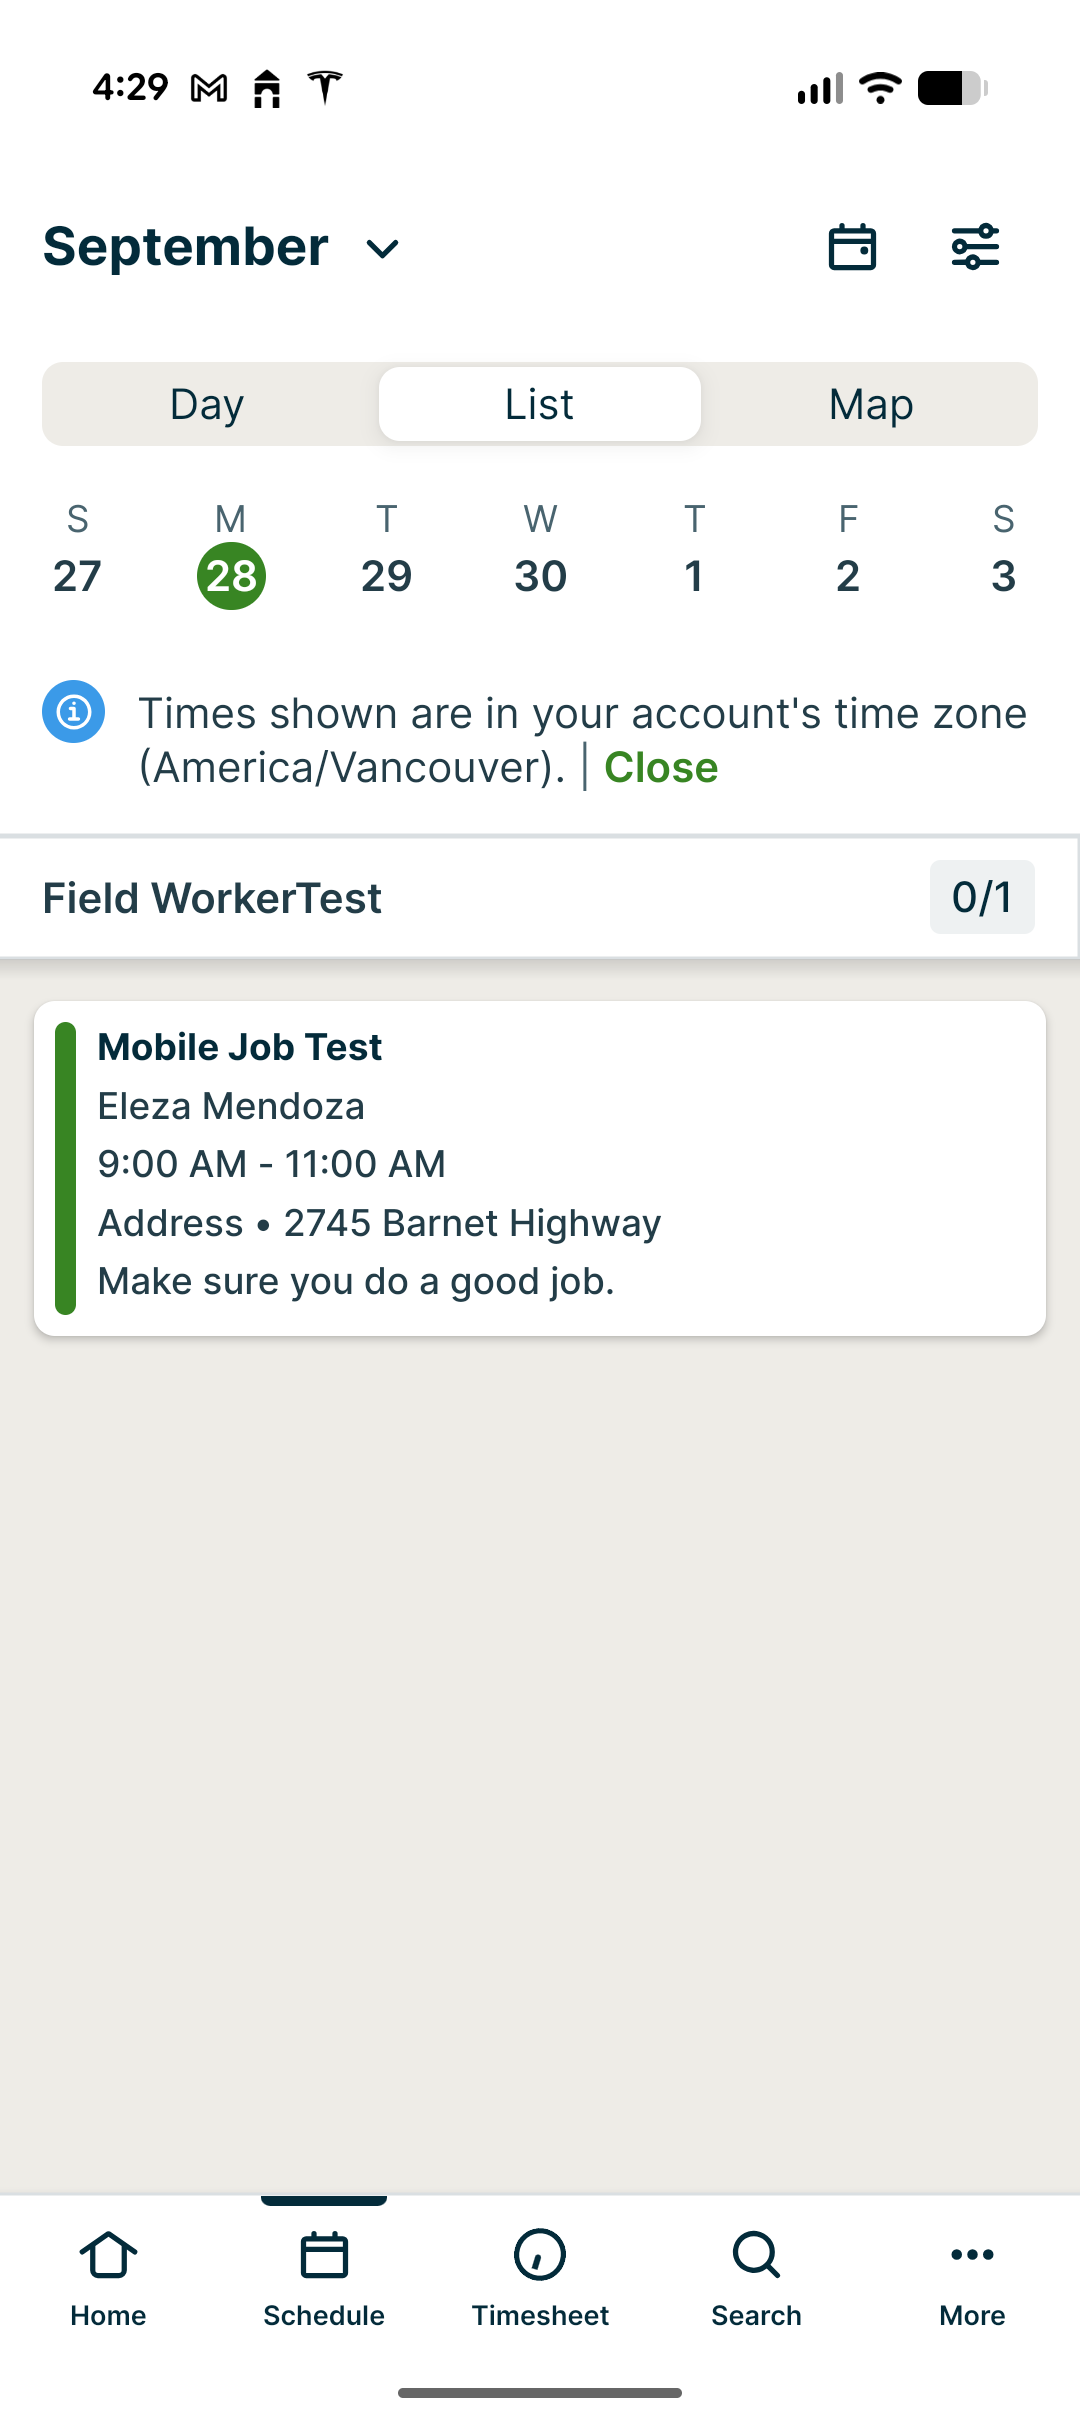 4:29
September
Day List Map
S M T W T F S
27 28 29 30 1 2 3
Times shown are in your account's time zone
(America/Vancouver). | Close
Field WorkerTest 0/1
Mobile Job Test
Eleza Mendoza
9:00 AM - 11:00 AM
Address • 2745 Barnet Highway
Make sure you do a good job.
Home Schedule Timesheet Search More